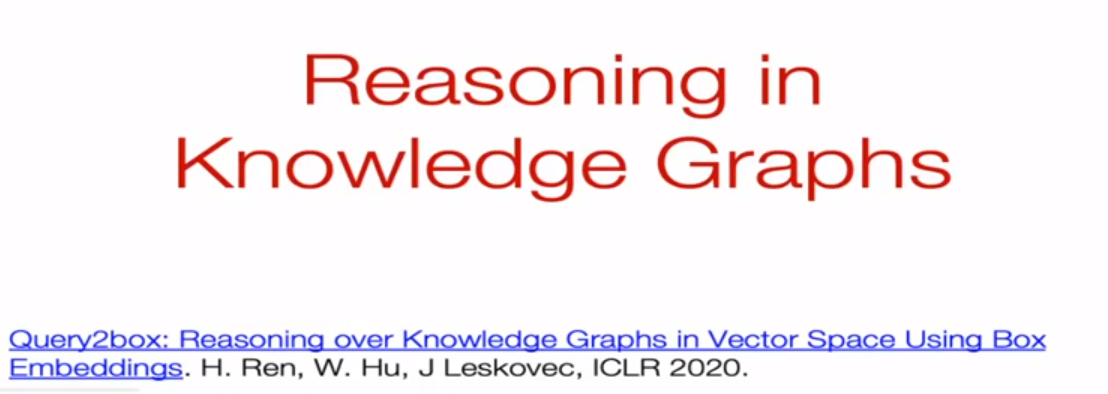 Reasoning in
Knowledge Graphs
Query2box: Reasoning over Knowledge Graphs in Vector Space Using Box
Embeddings. H. Ren, W. Hu, J Leskovec, ICLR 2020.